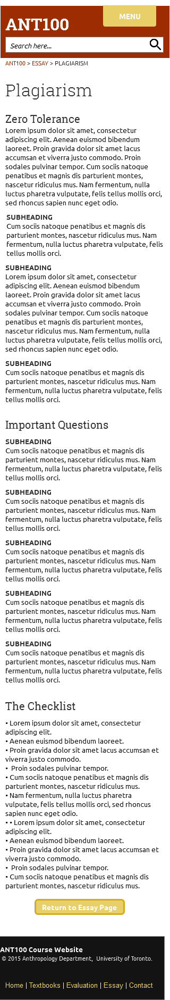 MENU
ANT100
Search here...
ANT100 > ESSAY > PLAGIARISM
Plagiarism
Zero Tolerance
Lorem ipsum dolor sit amet, consectetur
adipiscing elit. Aenean euismod bibendum
laoreet. Proin gravida dolor sit amet lacus
accumsan et viverra justo commodo. Proin
sodales pulvinar tempor. Cum sociis natoque
penatibus et magnis dis parturient montes,
nascetur ridiculus mus. Nam fermentum, nulla
luctus pharetra vulputate, felis tellus mollis orci,
sed rhoncus sapien nunc eget odio.
SUBHEADING
Cum sociis natoque penatibus et magnis dis
parturient montes, nascetur ridiculus mus. Nam
fermentum, nulla luctus pharetra vulputate, felis
tellus mollis orci.
SUBHEADING
Lorem ipsum dolor sit amet, consectetur
adipiscing elit. Aenean euismod bibendum
laoreet. Proin gravida dolor sit amet lacus
accumsan et viverra justo commodo. Proin
sodales pulvinar tempor. Cum sociis natoque
penatibus et magnis dis parturient montes,
nascetur ridiculus mus. Nam fermentum, nulla
luctus pharetra vulputate, felis tellus mollis orci,
sed rhoncus sapien nunc eget odio.
SUBHEADING
Cum sociis natoque penatibus et magnis dis
parturient montes, nascetur ridiculus mus. Nam
fermentum, nulla luctus pharetra vulputate, felis
tellus mollis orci.
Important Questions
SUBHEADING
Cum sociis natoque penatibus et magnis dis
parturient montes, nascetur ridiculus mus. Nam
fermentum, nulla luctus pharetra vulputate, felis
tellus mollis orci.
SUBHEADING
Cum sociis natoque penatibus et magnis dis
parturient montes, nascetur ridiculus mus. Nam
fermentum, nulla luctus pharetra vulputate, felis
tellus mollis orci.
SUBHEADING
Cum sociis natoque penatibus et magnis dis
parturient montes, nascetur ridiculus mus. Nam
fermentum, nulla luctus pharetra vulputate, felis
tellus mollis orci.
SUBHEADING
Cum sociis natoque penatibus et magnis dis
parturient montes, nascetur ridiculus mus. Nam
fermentum, nulla luctus pharetra vulputate, felis
tellus mollis orci.
SUBHEADING
Cum sociis natoque penatibus et magnis dis
parturient montes, nascetur ridiculus mus. Nam
fermentum, nulla luctus pharetra vulputate, felis
tellus mollis orci.
The Checklist
• Lorem ipsum dolor sit amet, consectetur
adipiscing elit.
• Aenean euismod bibendum laoreet.
• Proin gravida dolor sit amet lacus accumsan et
viverra justo commodo.
• Proin sodales pulvinar tempor.
• Cum sociis natoque penatibus et magnis dis
parturient montes, nascetur ridiculus mus.
• Nam fermentum, nulla luctus pharetra
vulputate, felis tellus mollis orci, sed rhoncus
sapien nunc eget odio.
• • Lorem ipsum dolor sit amet, consectetur
adipiscing elit.
• Aenean euismod bibendum laoreet.
• Proin gravida dolor sit amet lacus accumsan et
viverra justo commodo.
• Proin sodales pulvinar tempor.
• Cum sociis natoque penatibus et magnis dis
parturient montes, nascetur ridiculus mus.
Return to Essay Page
ANT100 Course Website
© 2015 Anthropology Department, University of Toronto.
Home | Textbooks | Evaluation | Essay | Contact